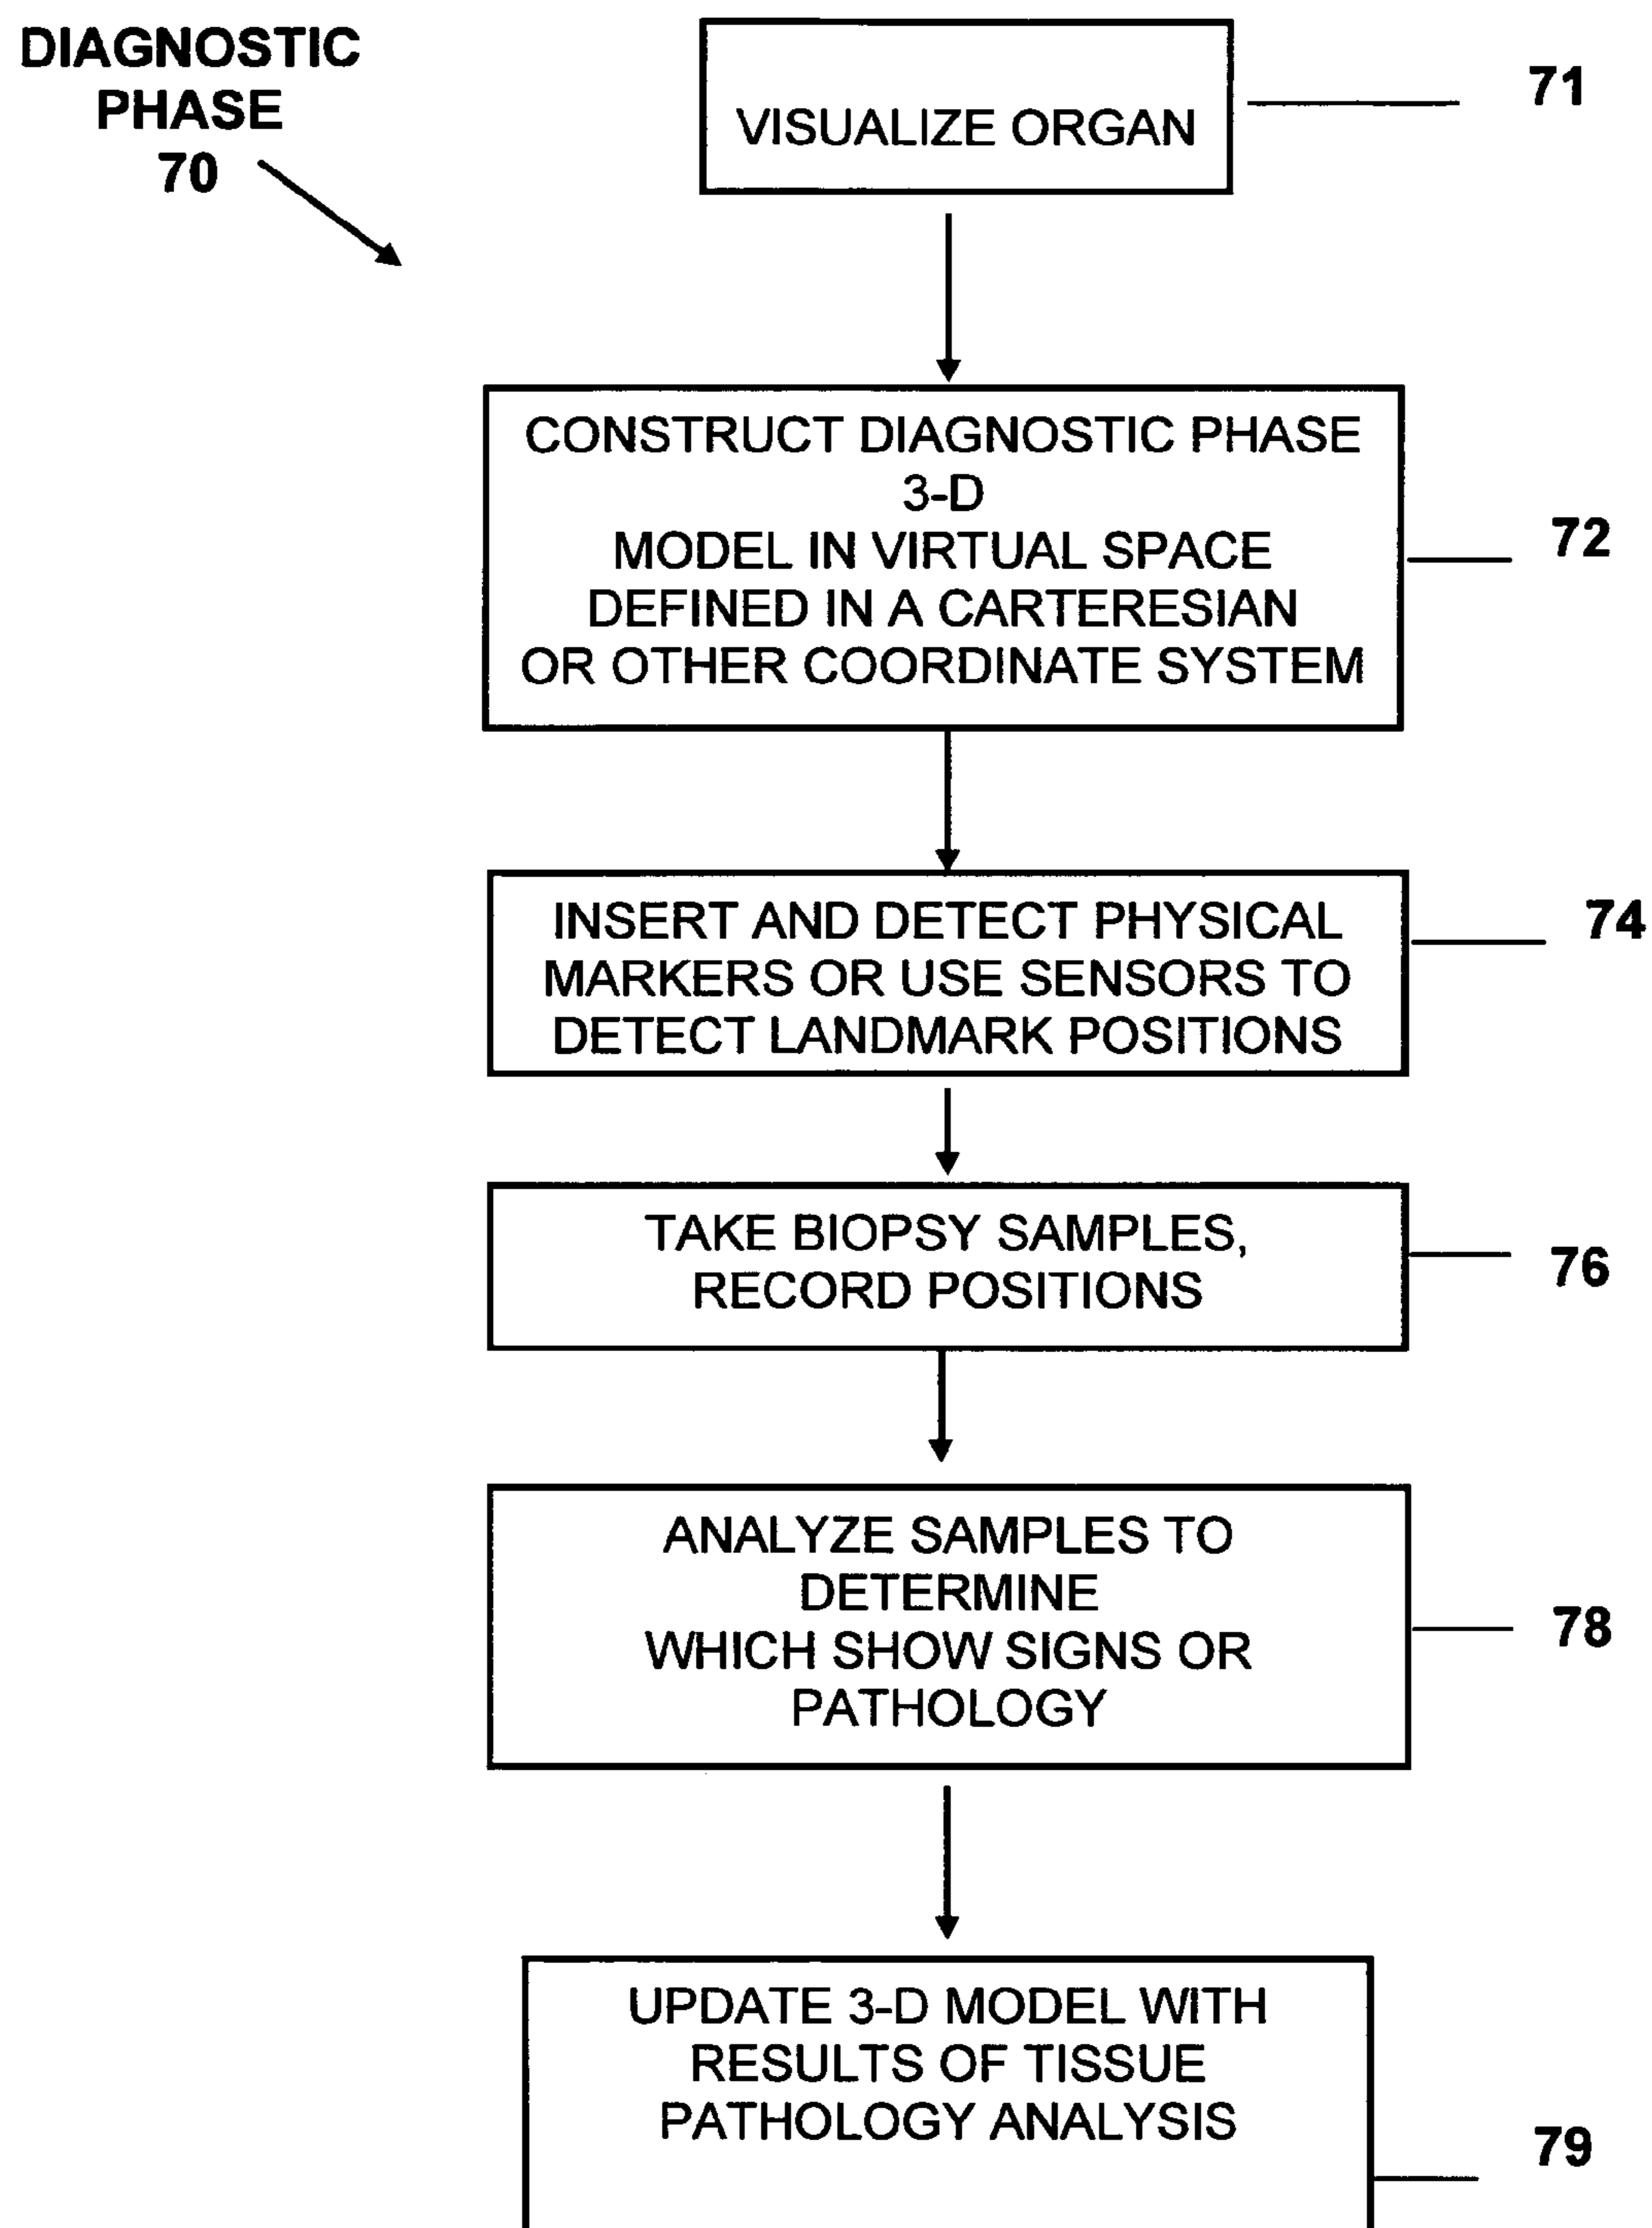 DIAGNOSTIC
PHASE
70
VISUALIZE ORGAN
71
CONSTRUCT DIAGNOSTIC PHASE
3-D
MODEL IN VIRTUAL SPACE
DEFINED IN A CARTERESIAN
OR OTHER COORDINATE SYSTEM
72
INSERT AND DETECT PHYSICAL
MARKERS OR USE SENSORS TO
DETECT LANDMARK POSITIONS
74
TAKE BIOPSY SAMPLES,
RECORD POSITIONS
76
ANALYZE SAMPLES TO
DETERMINE
WHICH SHOW SIGNS OR
PATHOLOGY
78
UPDATE 3-D MODEL WITH
RESULTS OF TISSUE
PATHOLOGY ANALYSIS
79